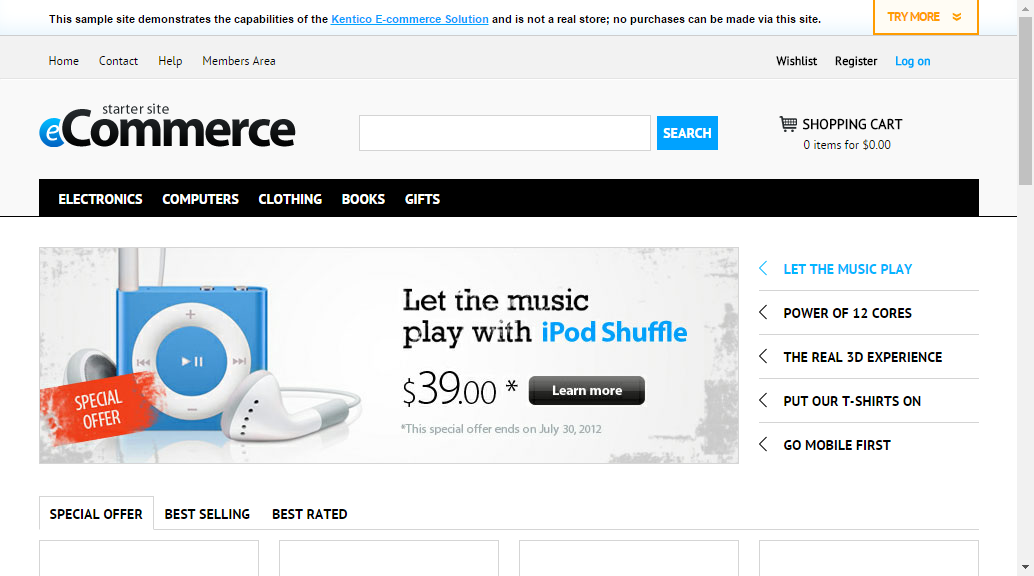 This sample site demonstrates the capabilities of the Kentico E-commerce Solution and is not a real store; no purchases can be made via this site.
TRY MORE
Home Contact Help Members Area
Wishlist Register Log on
starter site
eCommerce
SEARCH
SHOPPING CART
0 items for $0.00
ELECTRONICS COMPUTERS CLOTHING BOOKS GIFTS
SPECIAL
OFFER
Let the music
play with iPod Shuffle
$39.00 *
Learn more
*This special offer ends on July 30, 2012
LET THE MUSIC PLAY
POWER OF 12 CORES
THE REAL 3D EXPERIENCE
PUT OUR T-SHIRTS ON
GO MOBILE FIRST
SPECIAL OFFER BEST SELLING BEST RATED